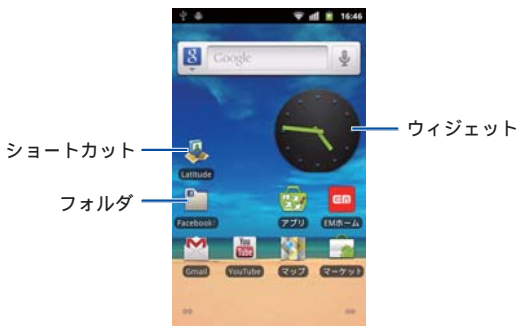 16:46
Google
ウィジェット
ショートカット
Latitude
フォルダ
Facebook
アプリ
EMホーム
Gmail
YouTube
マップ
マーケット